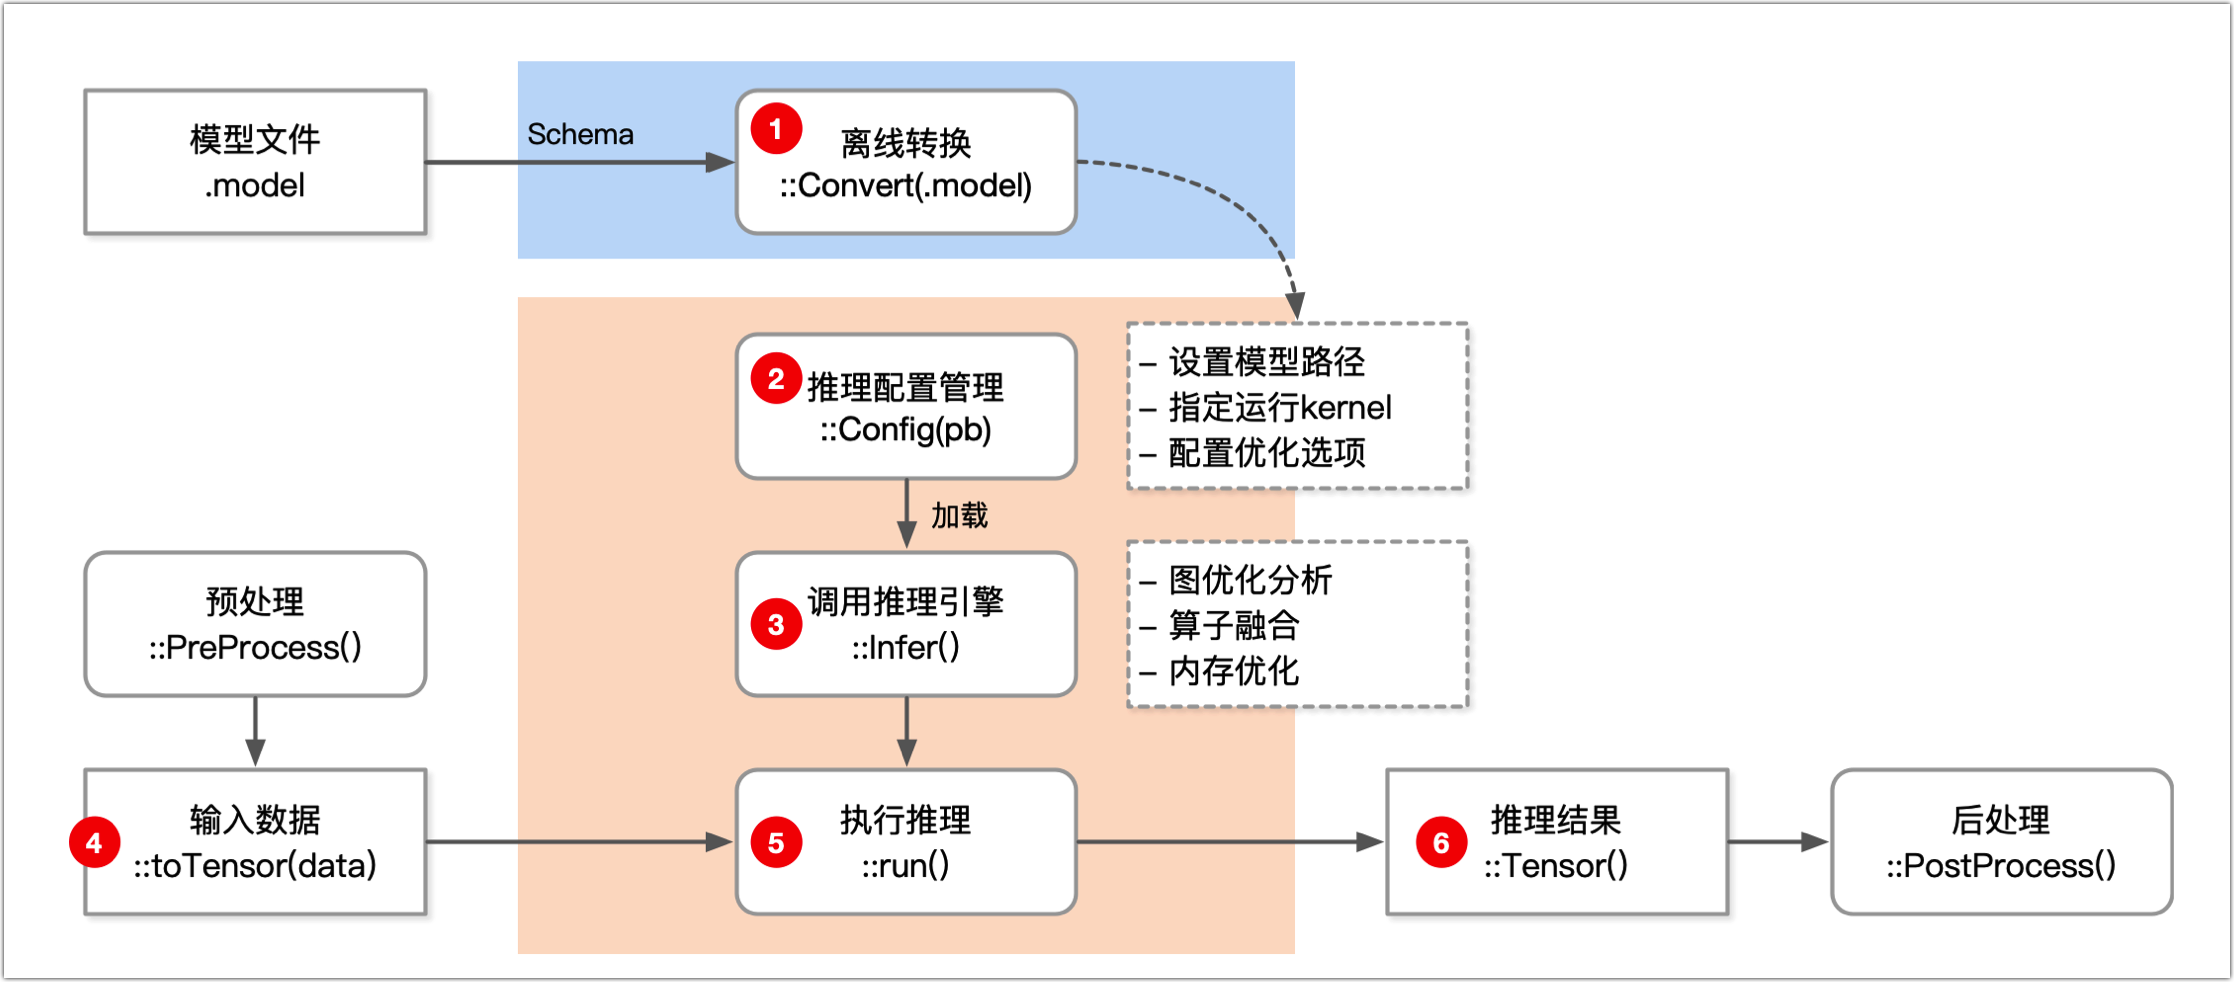 模型文件
.model
Schema
1
离线转换
::Convert(.model)
2
推理配置管理
::Config(pb)
– 设置模型路径
– 指定运行kernel
– 配置优化选项
加载
预处理
::PreProcess()
3
调用推理引擎
::Infer()
– 图优化分析
– 算子融合
– 内存优化
4
输入数据
::toTensor(data)
5
执行推理
::run()
6
推理结果
::Tensor()
后处理
::PostProcess()